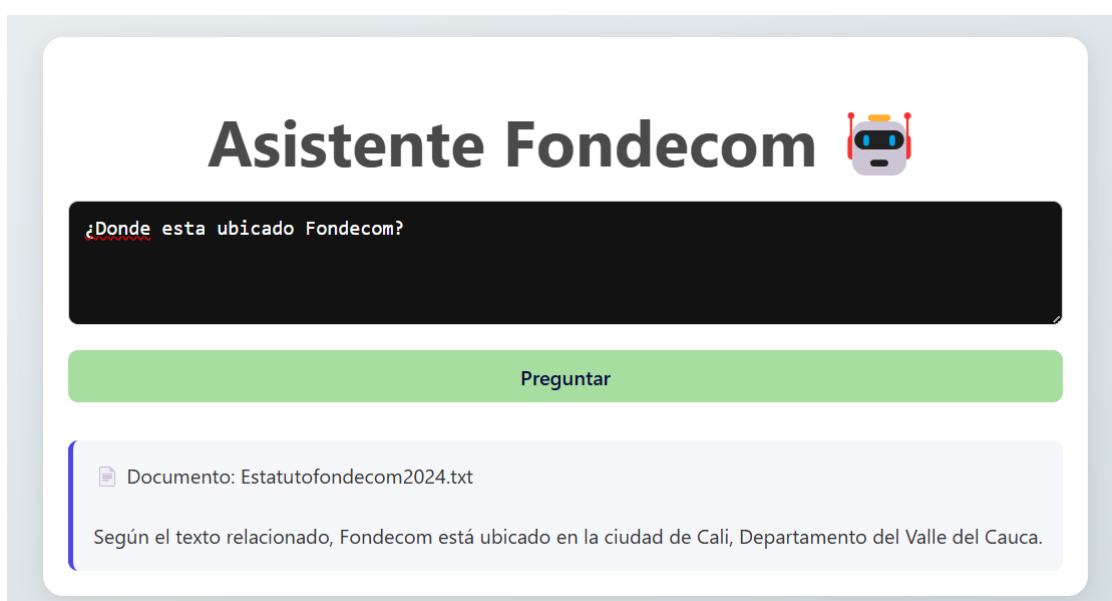 Asistente Fondecom
¿Donde esta ubicado Fondecom?
Preguntar
Documento: Estatutofondecom2024.txt
Según el texto relacionado, Fondecom está ubicado en la ciudad de Cali, Departamento del Valle del Cauca.